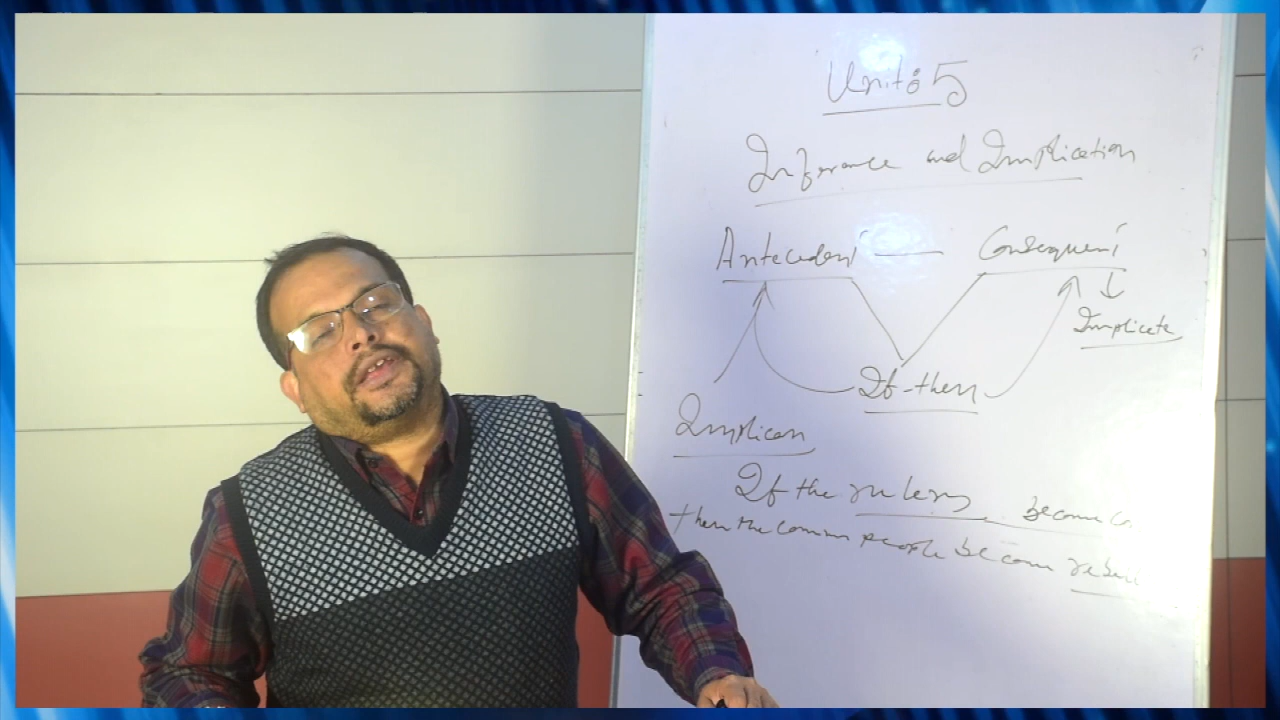 Unit: 5
Inferance and Implication
Antecedent — Consequent
Implicate
If-then
Implican
If the rulers become
then the common people become